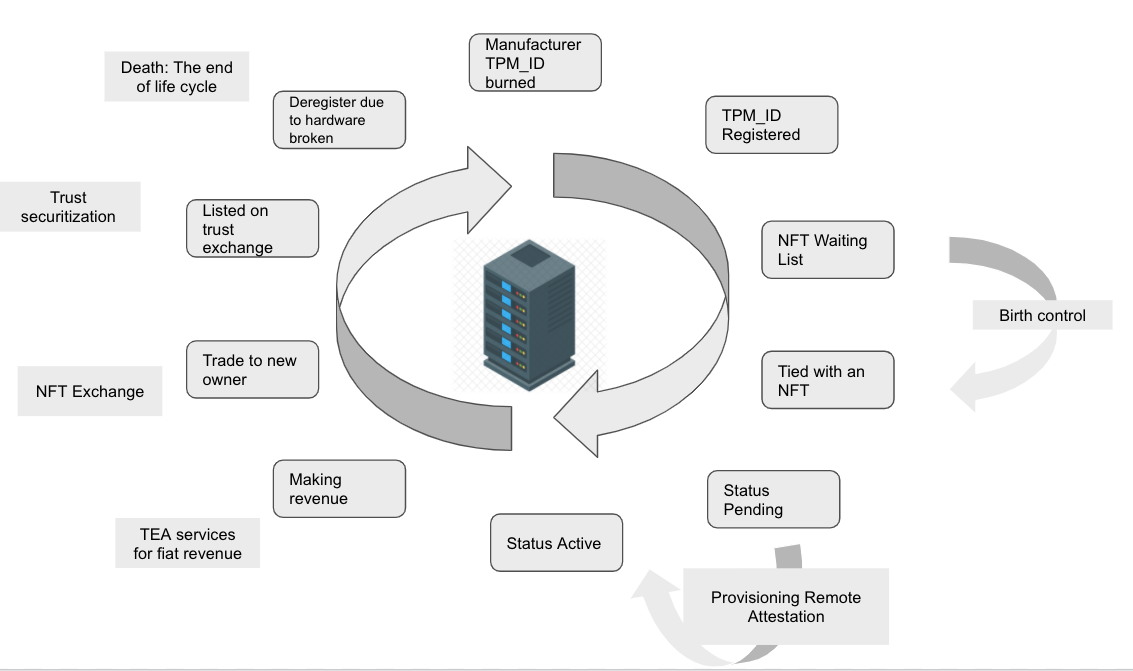 Manufacturer
TPM_ID
burned
Death: The end
of life cycle
Deregister due
to hardware
broken
TPM_ID
Registered
Trust
securitization
Listed on
trust
exchange
NFT Waiting
List
Birth control
Trade to new
owner
Tied with an
NFT
NFT Exchange
Making
revenue
Status
Pending
TEA services
for fiat revenue
Status Active
Provisioning Remote
Attestation